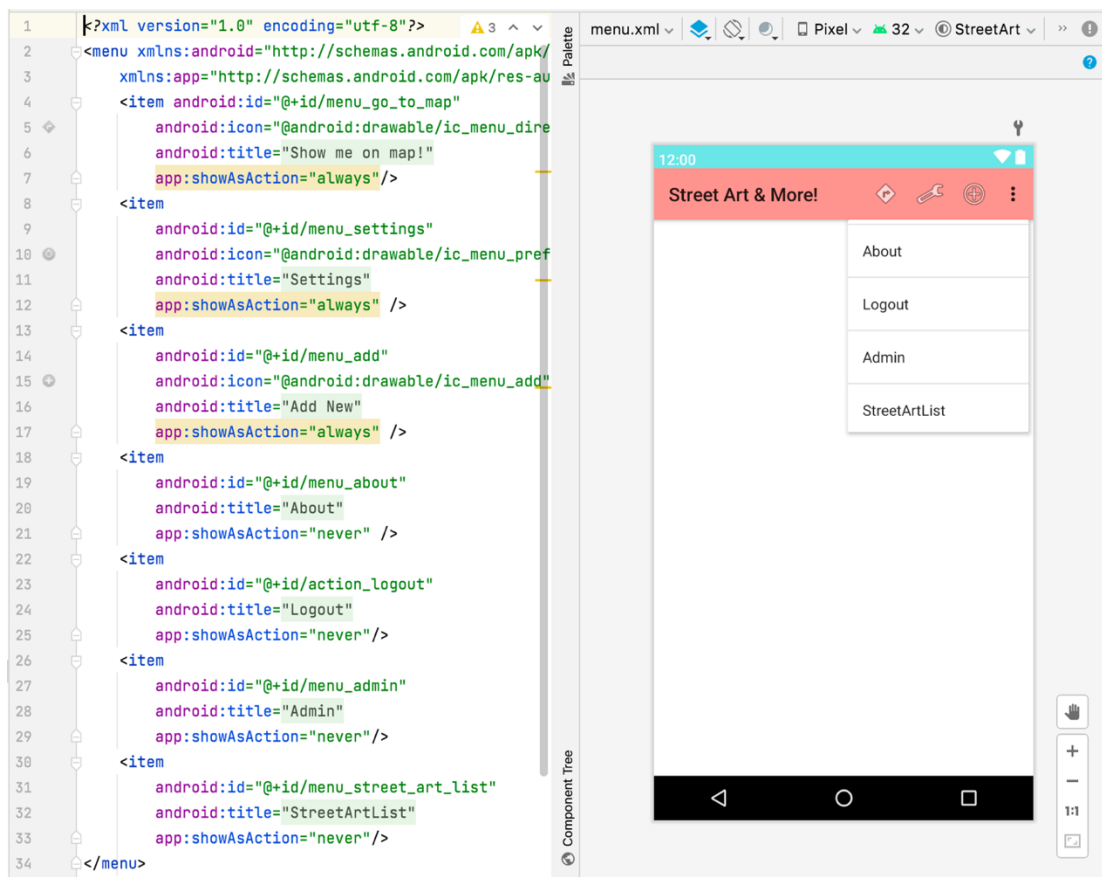 1 <?xml version="1.0" encoding="utf-8"?> 3
2 <menu xmlns:android="http://schemas.android.com/apk/
3 xmlns:app="http://schemas.android.com/apk/res-au
4 <item android:id="@+id/menu_go_to_map"
5 android:icon="@android:drawable/ic_menu_dire
6 android:title="Show me on map!"
7 app:showAsAction="always"/>
8 <item
9 android:id="@+id/menu_settings"
10 android:icon="@android:drawable/ic_menu_pref
11 android:title="Settings"
12 app:showAsAction="always" />
13 <item
14 android:id="@+id/menu_add"
15 android:icon="@android:drawable/ic_menu_add"
16 android:title="Add New"
17 app:showAsAction="always" />
18 <item
19 android:id="@+id/menu_about"
20 android:title="About"
21 app:showAsAction="never" />
22 <item
23 android:id="@+id/action_logout"
24 android:title="Logout"
25 app:showAsAction="never"/>
26 <item
27 android:id="@+id/menu_admin"
28 android:title="Admin"
29 app:showAsAction="never"/>
30 <item
31 android:id="@+id/menu_street_art_list"
32 android:title="StreetArtList"
33 app:showAsAction="never"/>
34 </menu>
Palette
Component Tree
menu.xml Pixel 32 StreetArt »
12:00
Street Art & More!
About
Logout
Admin
StreetArtList
1:1